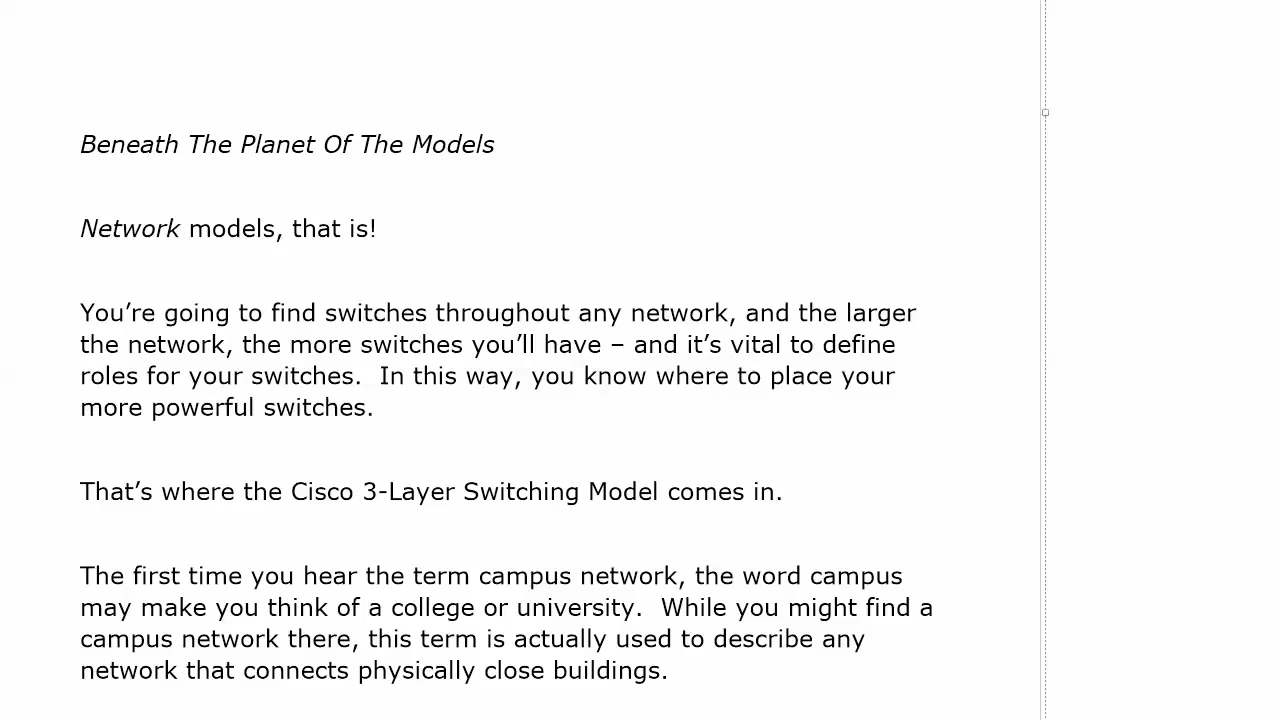 Beneath The Planet Of The Models
Network models, that is!
You’re going to find switches throughout any network, and the larger
the network, the more switches you’ll have – and it’s vital to define
roles for your switches.  In this way, you know where to place your
more powerful switches.
That’s where the Cisco 3-Layer Switching Model comes in.
The first time you hear the term campus network, the word campus
may make you think of a college or university.  While you might find a
campus network there, this term is actually used to describe any
network that connects physically close buildings.